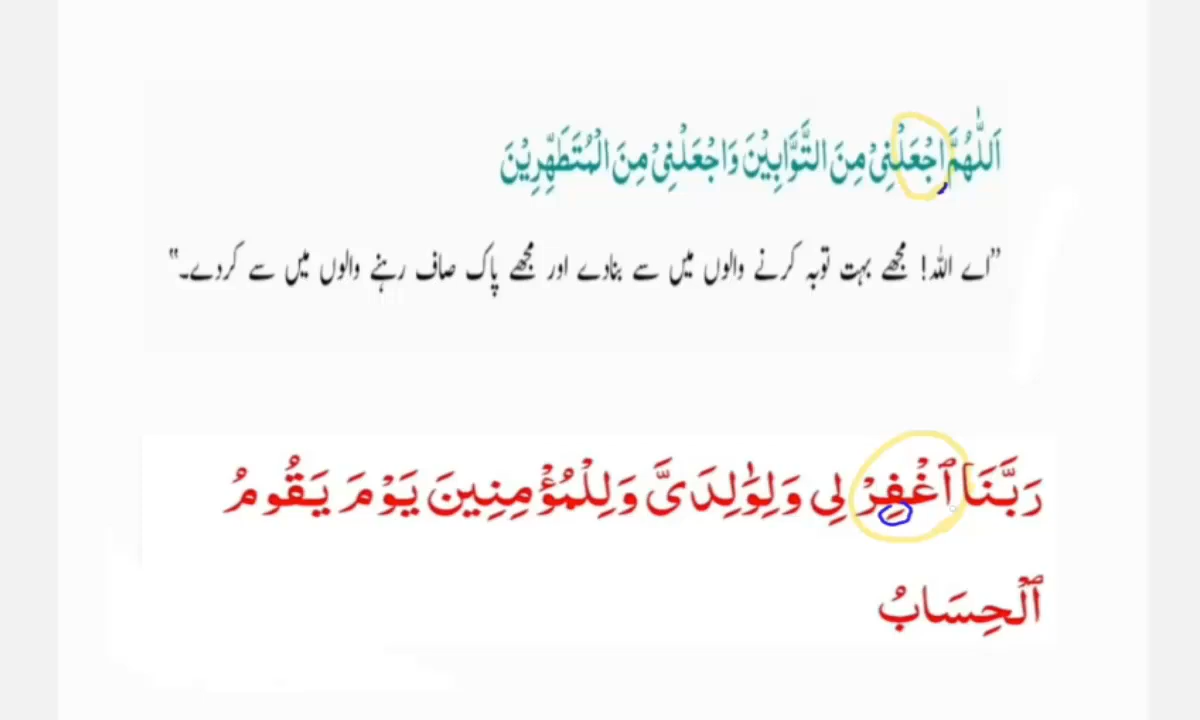 اَللّٰهُمَّ اجْعَلْنِیْ مِنَ التَّوَّابِیْنَ وَاجْعَلْنِیْ مِنَ الْمُتَطَهِّرِیْنَ
”اے اللہ! مجھے بہت توبہ کرنے والوں میں سے بنادے اور مجھے پاک صاف رہنے والوں میں سے کردے۔“
رَبَّنَا ٱغْفِرْ لِي وَلِوَٰلِدَىَّ وَلِلْمُؤْمِنِينَ يَوْمَ يَقُومُ
ٱلْحِسَابُ